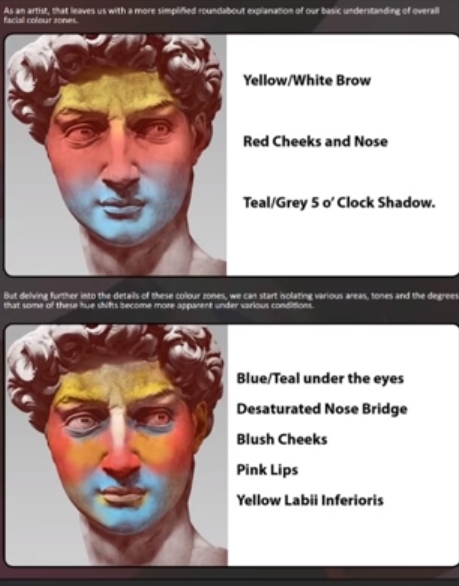 As an artist, that leaves us with a more simplified roundabout explanation of our basic understanding of overall
facial colour zones.
Yellow/White Brow
Red Cheeks and Nose
Teal/Grey 5 o' Clock Shadow.
But delving further into the details of these colour zones, we can start isolating various areas, tones and the degrees
that some of these hue shifts become more apparent under various conditions.
Blue/Teal under the eyes
Desaturated Nose Bridge
Blush Cheeks
Pink Lips
Yellow Labii Inferioris